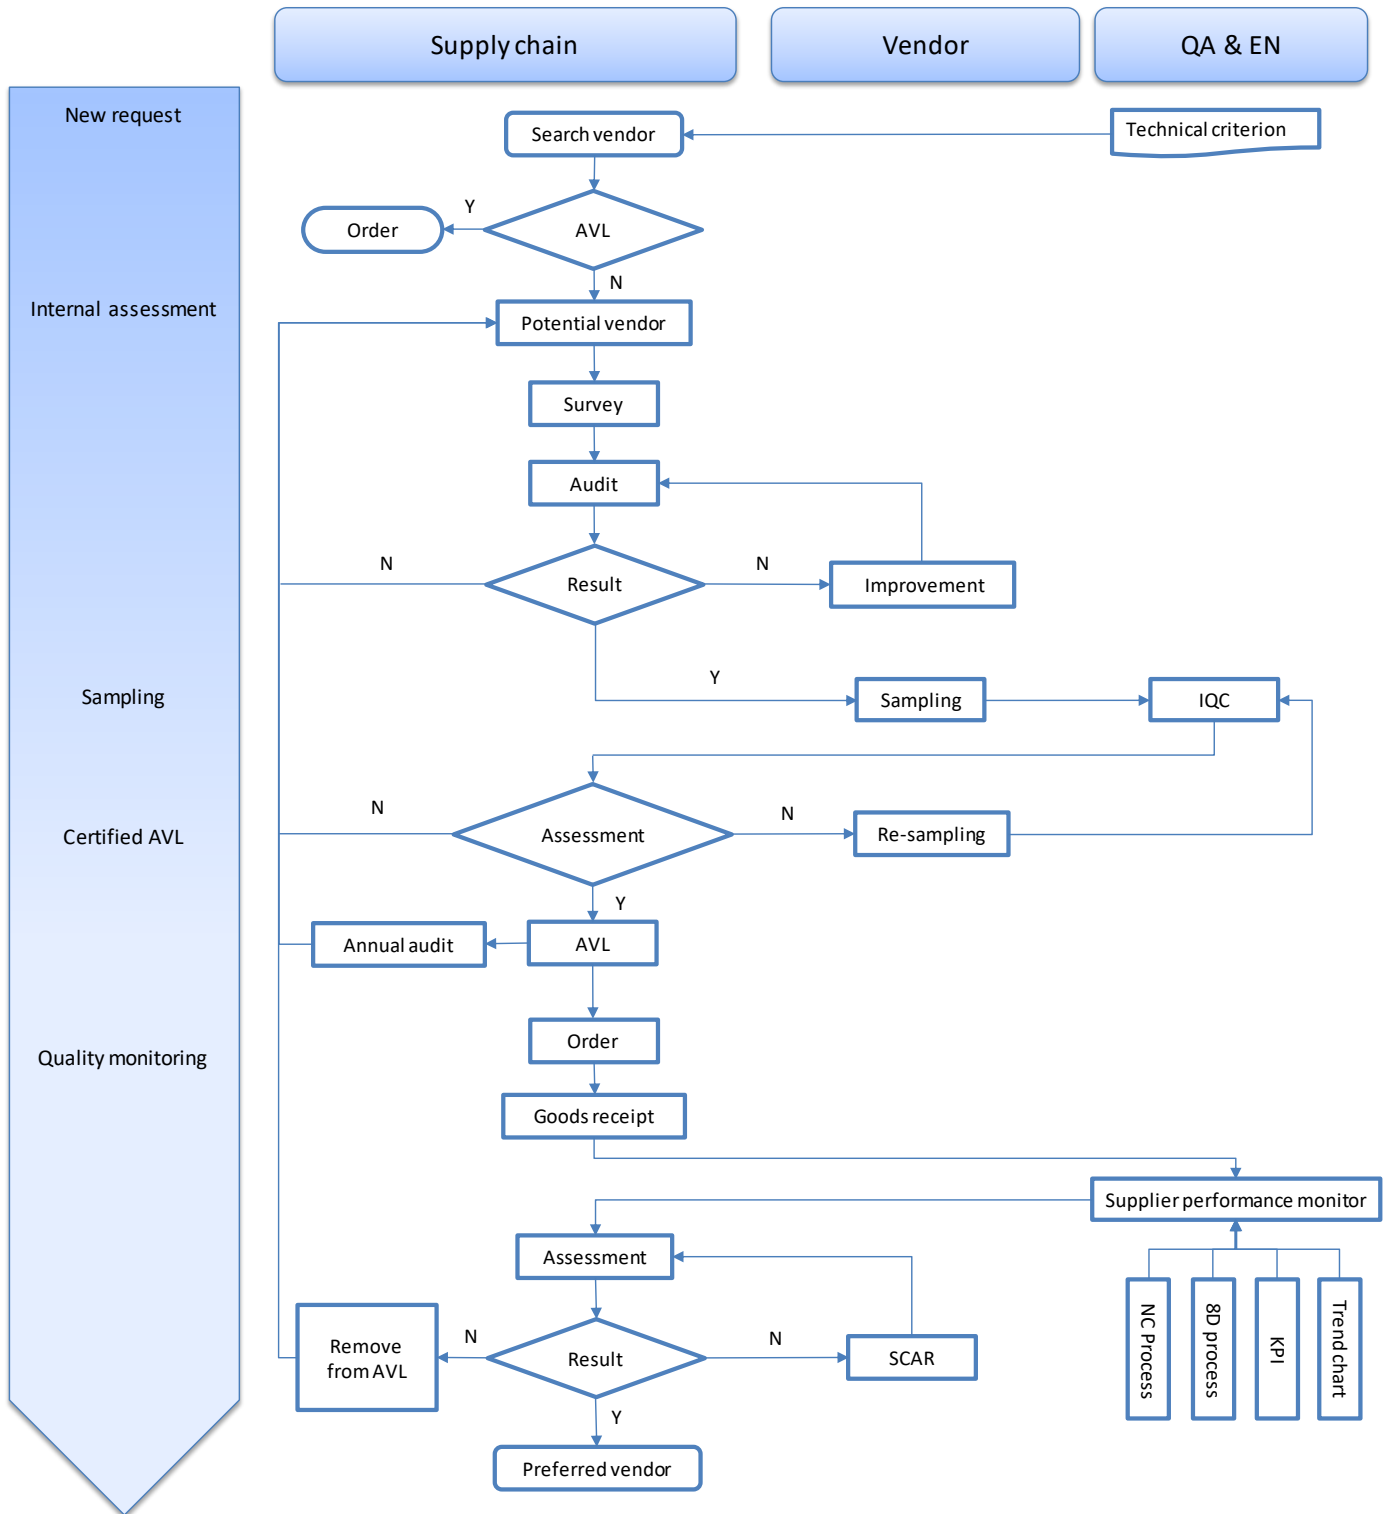 Supply chain
Vendor
QA & EN
New request
Search vendor
Technical criterion
Y
Order
AVL
N
Internal assessment
Potential vendor
Survey
Audit
N
Result
N
Improvement
Y
Sampling
Sampling
IQC
N
Certified AVL
Assessment
N
Re-sampling
Y
Annual audit
AVL
Order
Quality monitoring
Goods receipt
Supplier performance monitor
Assessment
NC Process
8D process
KPI
Trend chart
Remove
from AVL
N
Result
N
SCAR
Y
Preferred vendor